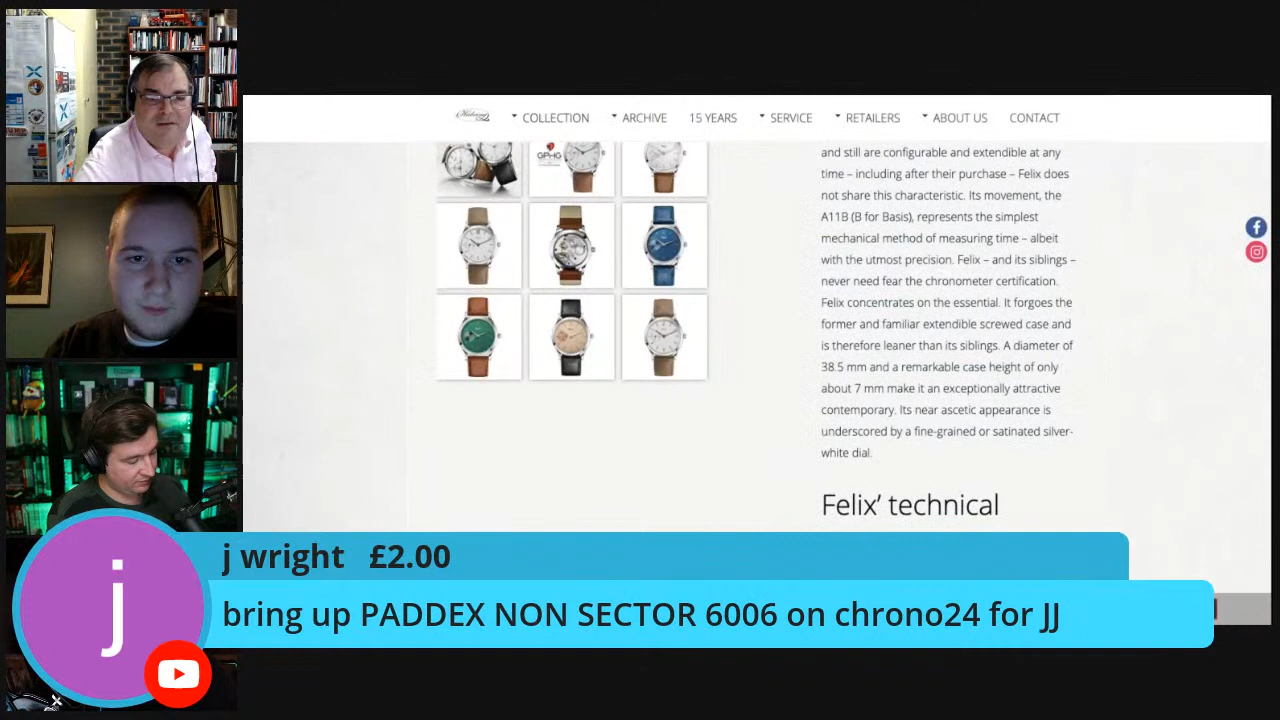 COLLECTION
ARCHIVE
15 YEARS
SERVICE
RETAILERS
ABOUT US
CONTACT
GPHG
and still are configurable and extendible at any
time – including after their purchase – Felix does
not share this characteristic. Its movement, the
A11B (B for Basis), represents the simplest
mechanical method of measuring time – albeit
with the utmost precision. Felix – and its siblings –
never need fear the chronometer certification.
Felix concentrates on the essential. It forgoes the
former and familiar extendible screwed case and
is therefore leaner than its siblings. A diameter of
38.5 mm and a remarkable case height of only
about 7 mm make it an exceptionally attractive
contemporary. Its near ascetic appearance is
underscored by a fine-grained or satinated silver-
white dial.
Felix’ technical
j
j wright £2.00
bring up PADDEX NON SECTOR 6006 on chrono24 for JJ